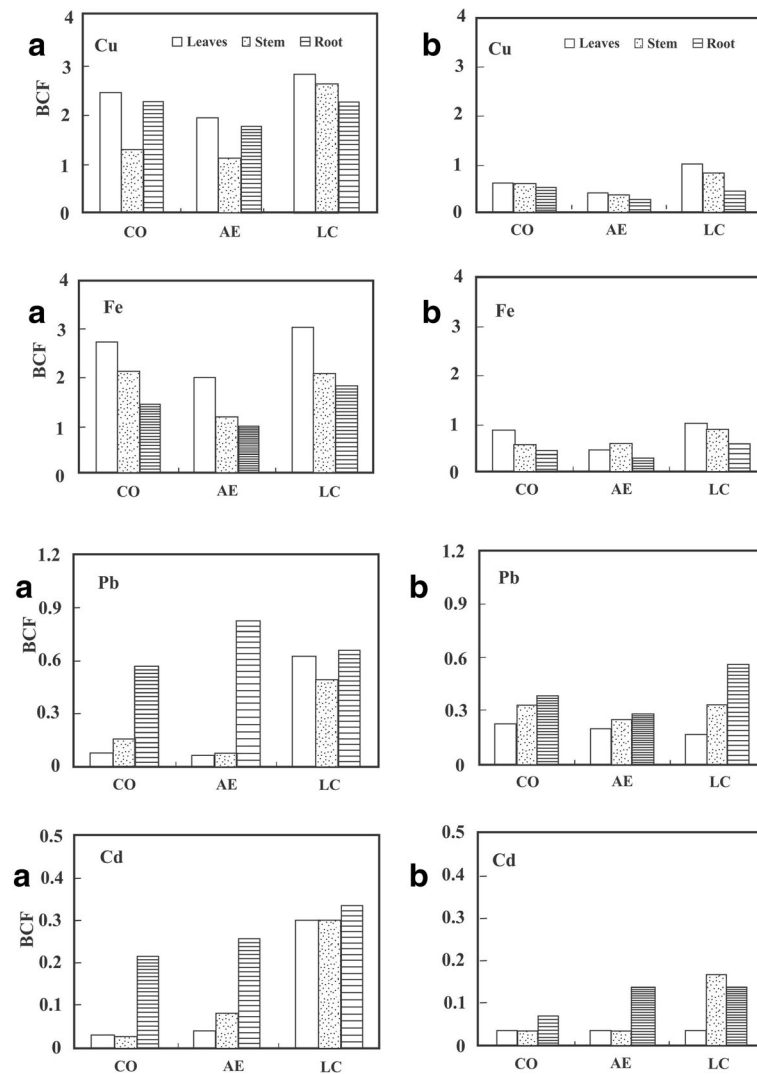 a
Cu
Leaves Stem Root
BCF
4
3
2
1
0
CO AE LC
b
Cu
Leaves Stem Root
4
3
2
1
0
CO AE LC
a
Fe
BCF
4
3
2
1
0
CO AE LC
b
Fe
4
3
2
1
0
CO AE LC
a
Pb
BCF
1.2
0.9
0.6
0.3
0
CO AE LC
b
Pb
1.2
0.9
0.6
0.3
0
CO AE LC
a
Cd
BCF
0.5
0.4
0.3
0.2
0.1
0
CO AE LC
b
Cd
0.5
0.4
0.3
0.2
0.1
0
CO AE LC